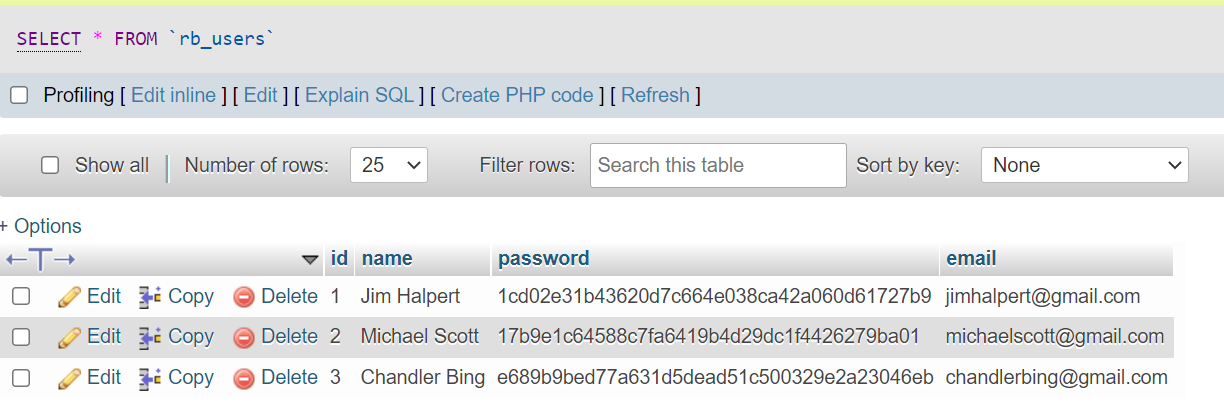 SELECT * FROM `rb_users`
Profiling [ Edit inline ] [ Edit ] [ Explain SQL ] [ Create PHP code ] [ Refresh ]
Show all Number of rows: 25 Filter rows: Search this table Sort by key: None
+ Options
id name password email
Edit Copy Delete 1 Jim Halpert 1cd02e31b43620d7c664e038ca42a060d61727b9 jimhalpert@gmail.com
Edit Copy Delete 2 Michael Scott 17b9e1c64588c7fa6419b4d29dc1f4426279ba01 michaelscott@gmail.com
Edit Copy Delete 3 Chandler Bing e689b9bed77a631d5dead51c500329e2a23046eb chandlerbing@gmail.com